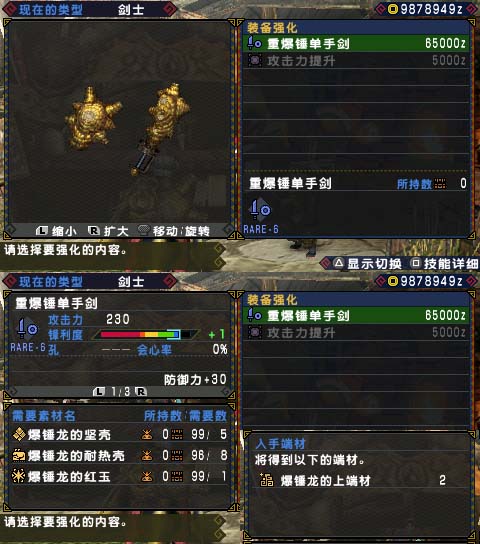 现在的类型 剑士
9878949z
装备强化
重爆锤单手剑 65000z
攻击力提升 5000z
重爆锤单手剑 所持数 0
RARE-6
L 缩小 R 扩大 移动/旋转
请选择要强化的内容。
△显示切换 □技能详细
现在的类型 剑士
9878949z
重爆锤单手剑
攻击力 230
锋利度 +1
RARE-6 孔 --- 会心率 0%
防御力+30
L 1/3 R
需要素材名 所持数/需要数
爆锤龙的坚壳 0 99/ 5
爆锤龙的耐热壳 0 96/ 8
爆锤龙的红玉 0 99/ 1
请选择要强化的内容。
装备强化
重爆锤单手剑 65000z
攻击力提升 5000z
入手端材
将得到以下的端材。
爆锤龙的上端材 2